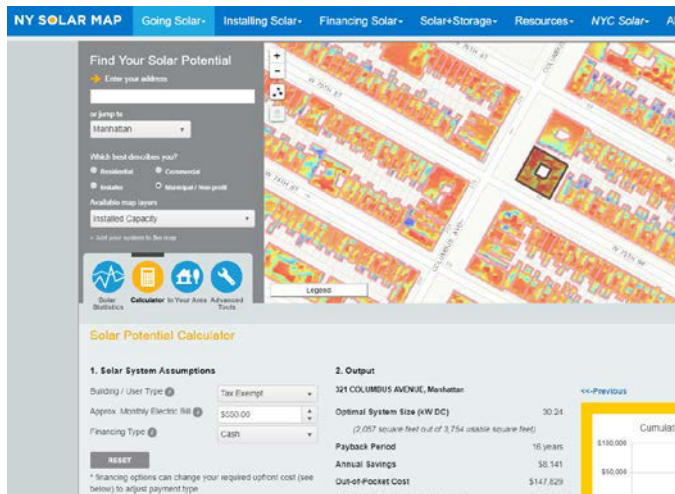 NY SOLAR MAP
Going Solar
Installing Solar
Financing Solar
Solar+Storage
Resources
NYC Solar
Find Your Solar Potential
Enter your address
or jump to
Manhattan
Which best describes you?
Residential
Commercial
Installer
Municipal / Non profit
Available map layers
Installed Capacity
+ Add your system to the map
Solar Statistics
Calculator
In Your Area
Advanced Tools
+
−
COLUMBUS AVE
Legend
Solar Potential Calculator
1. Solar System Assumptions
Building / User Type
Tax Exempt
Approx. Monthly Electric Bill
$550.00
Financing Type
Cash
RESET
* financing options can change your required upfront cost (see
below) to adjust payment type
2. Output
321 COLUMBUS AVENUE, Manhattan
Optimal System Size (kW DC) 30.24
(2,057 square feet out of 3,754 usable square feet)
Payback Period 16 years
Annual Savings $8,141
Out-of-Pocket Cost $147,829
<<-Previous
$100,000
$50,000